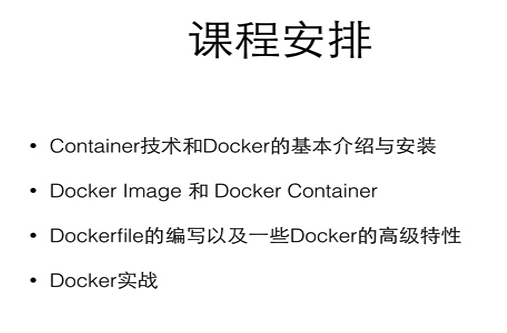 课程安排
• Container技术和Docker的基本介绍与安装
• Docker Image 和 Docker Container
• Dockerfile的编写以及一些Docker的高级特性
• Docker实战